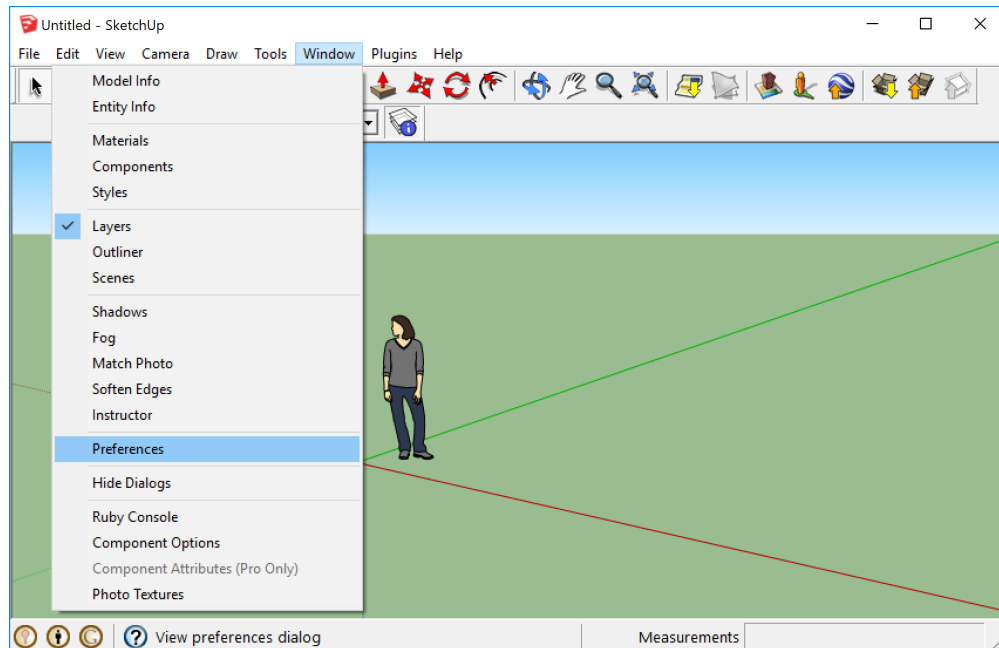 Untitled - SketchUp
File Edit View Camera Draw Tools Window Plugins Help
Model Info
Entity Info
Materials
Components
Styles
Layers
Outliner
Scenes
Shadows
Fog
Match Photo
Soften Edges
Instructor
Preferences
Hide Dialogs
Ruby Console
Component Options
Component Attributes (Pro Only)
Photo Textures
View preferences dialog Measurements